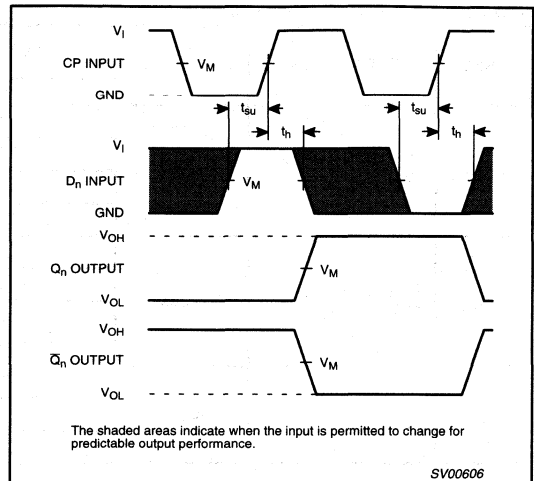 VI
CP INPUT
VM
GND
tsu
tsu
th
th
VI
Dn INPUT
VM
GND
VOH
Qn OUTPUT
VM
VOL
VOH
Q̅n OUTPUT
VM
VOL
The shaded areas indicate when the input is permitted to change for
predictable output performance.
SV00606